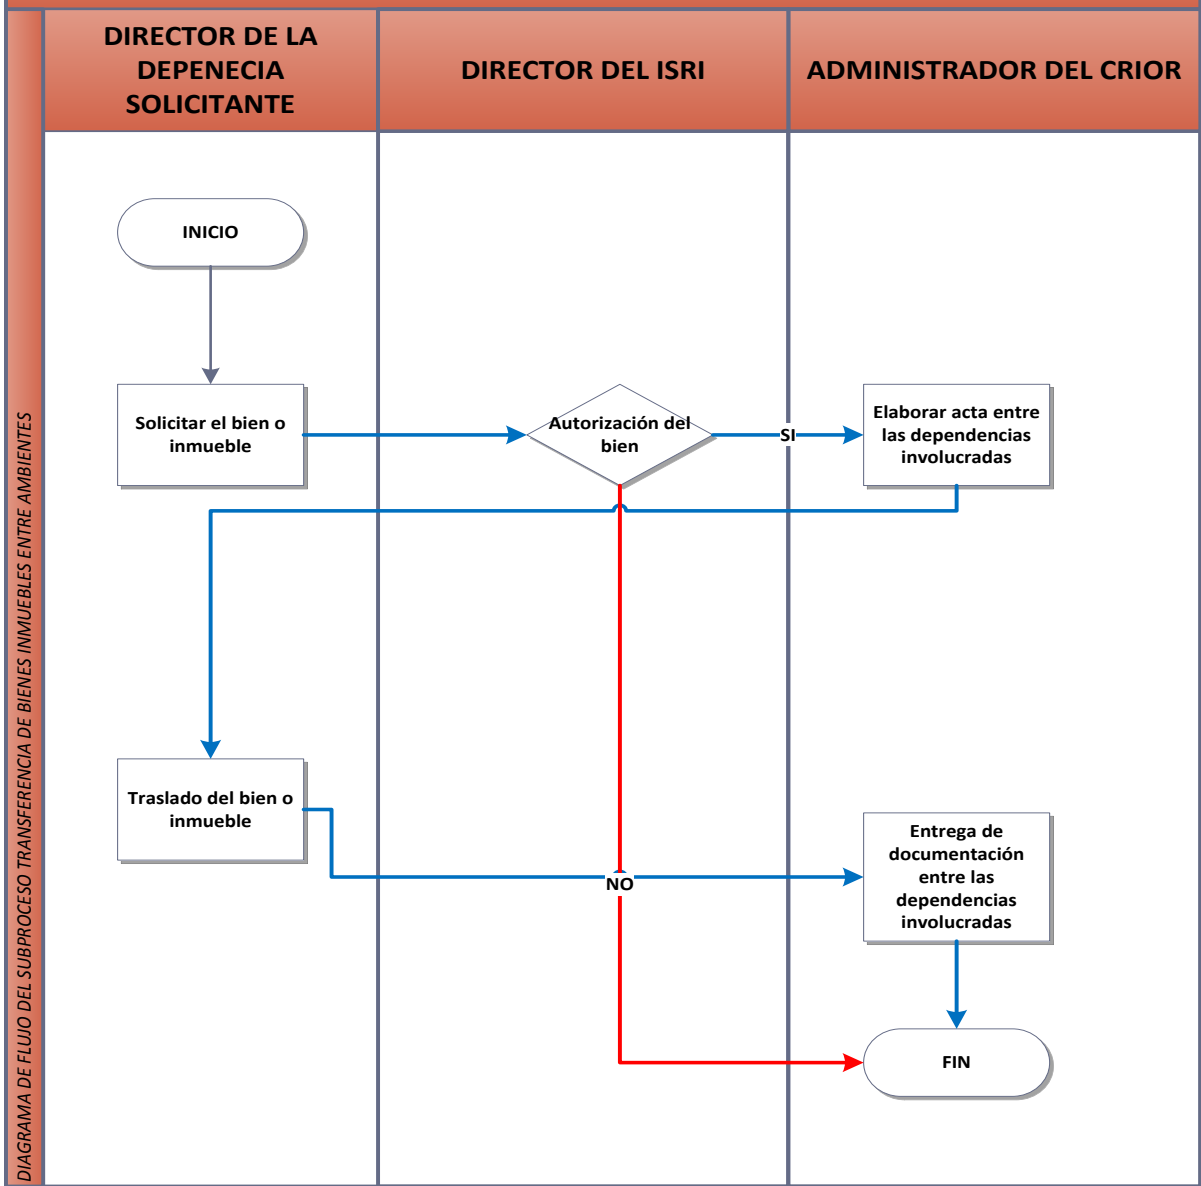 DIRECTOR DE LA
DEPENECIA
SOLICITANTE
DIRECTOR DEL ISRI
ADMINISTRADOR DEL CRIOR
DIAGRAMA DE FLUJO DEL SUBPROCESO TRANSFERENCIA DE BIENES INMUEBLES ENTRE AMBIENTES
INICIO
Solicitar el bien o
inmueble
Autorización del
bien
SI
Elaborar acta entre
las dependencias
involucradas
Traslado del bien o
inmueble
NO
Entrega de
documentación
entre las
dependencias
involucradas
FIN